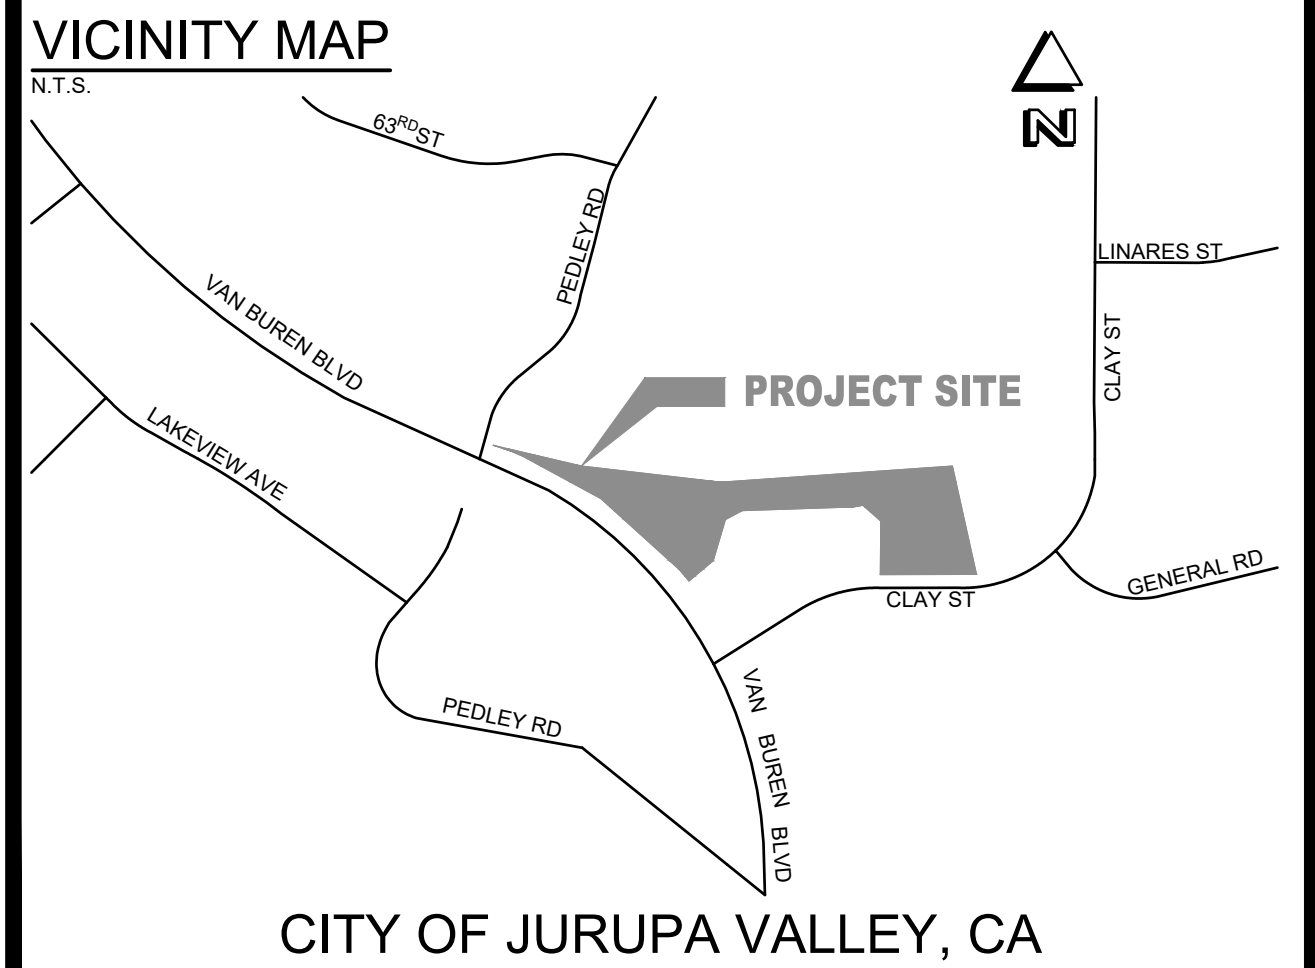 VICINITY MAP
N.T.S.
N
63RD ST
PEDLEY RD
LINARES ST
VAN BUREN BLVD
CLAY ST
PROJECT SITE
LAKEVIEW AVE
GENERAL RD
CLAY ST
VAN BUREN BLVD
PEDLEY RD
CITY OF JURUPA VALLEY, CA